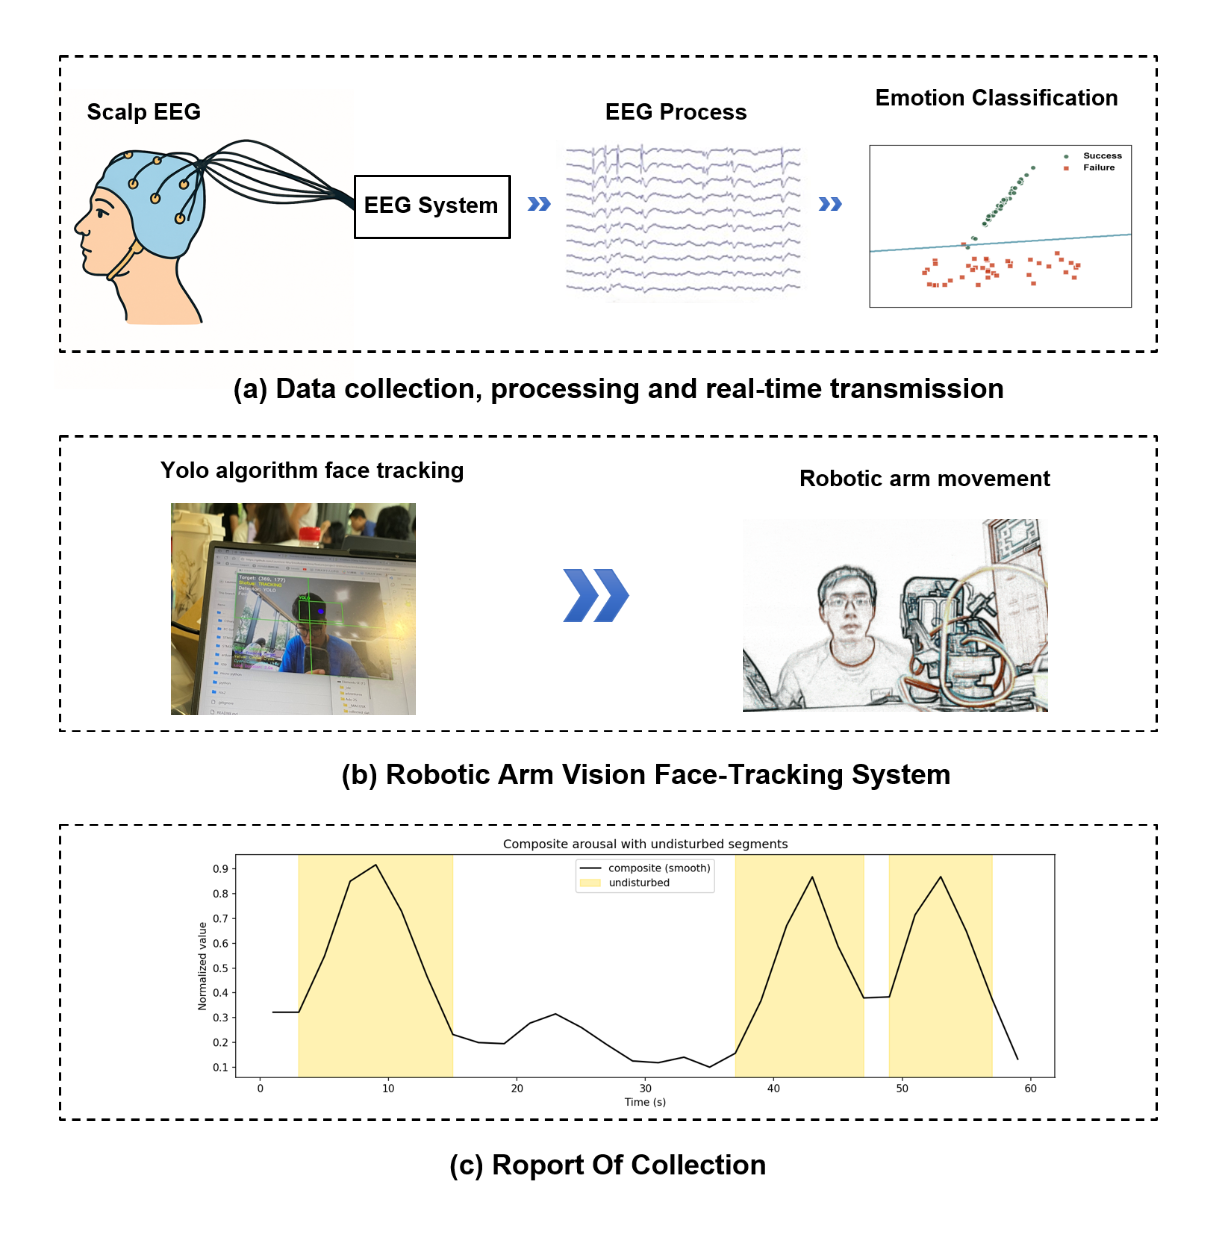 Scalp EEG
EEG System
EEG Process
Emotion Classification
Success
Failure
(a) Data collection, processing and real-time transmission
Yolo algorithm face tracking
Robotic arm movement
Status: TRACKING
YOLO
(b) Robotic Arm Vision Face-Tracking System
Composite arousal with undisturbed segments
composite (smooth)
undisturbed
Normalized value
0.9
0.8
0.7
0.6
0.5
0.4
0.3
0.2
0.1
0 10 20 30 40 50 60
Time (s)
(c) Roport Of Collection